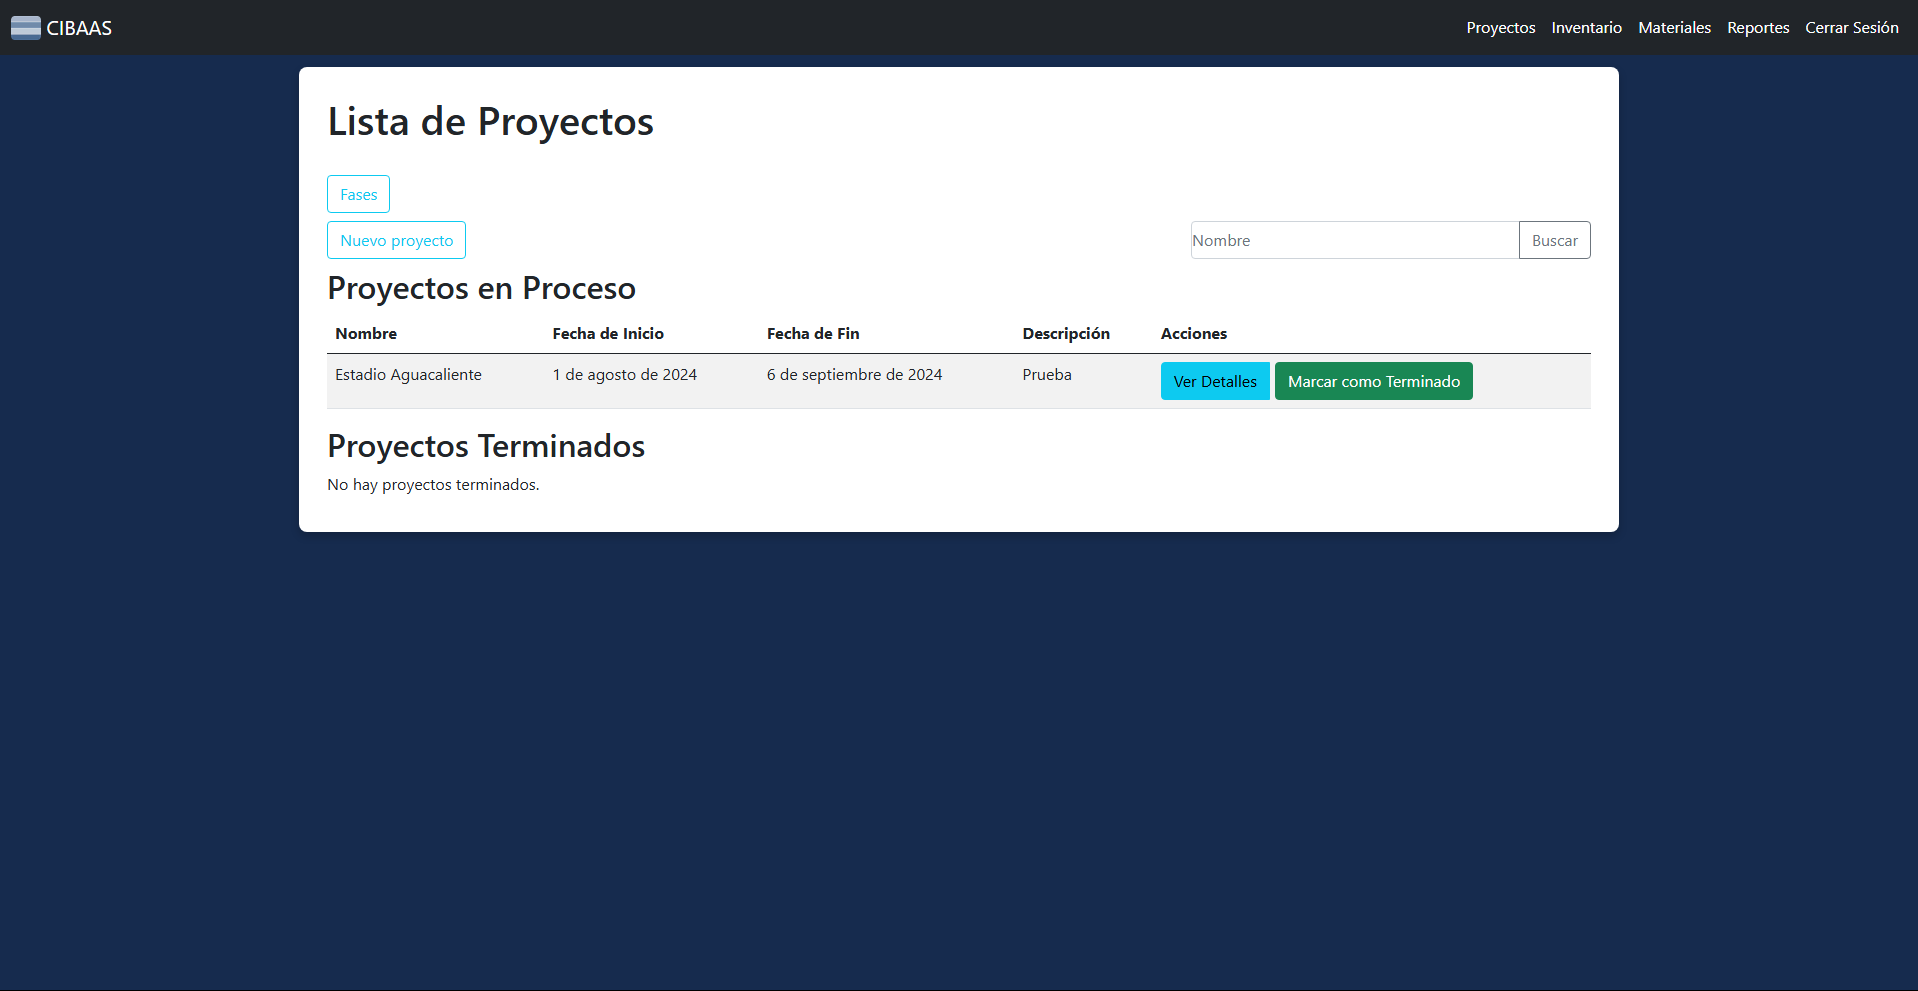 CIBAAS
Proyectos Inventario Materiales Reportes Cerrar Sesión
Lista de Proyectos
Fases
Nuevo proyecto
Nombre Buscar
Proyectos en Proceso
Nombre Fecha de Inicio Fecha de Fin Descripción Acciones
Estadio Aguacaliente 1 de agosto de 2024 6 de septiembre de 2024 Prueba Ver Detalles Marcar como Terminado
Proyectos Terminados
No hay proyectos terminados.